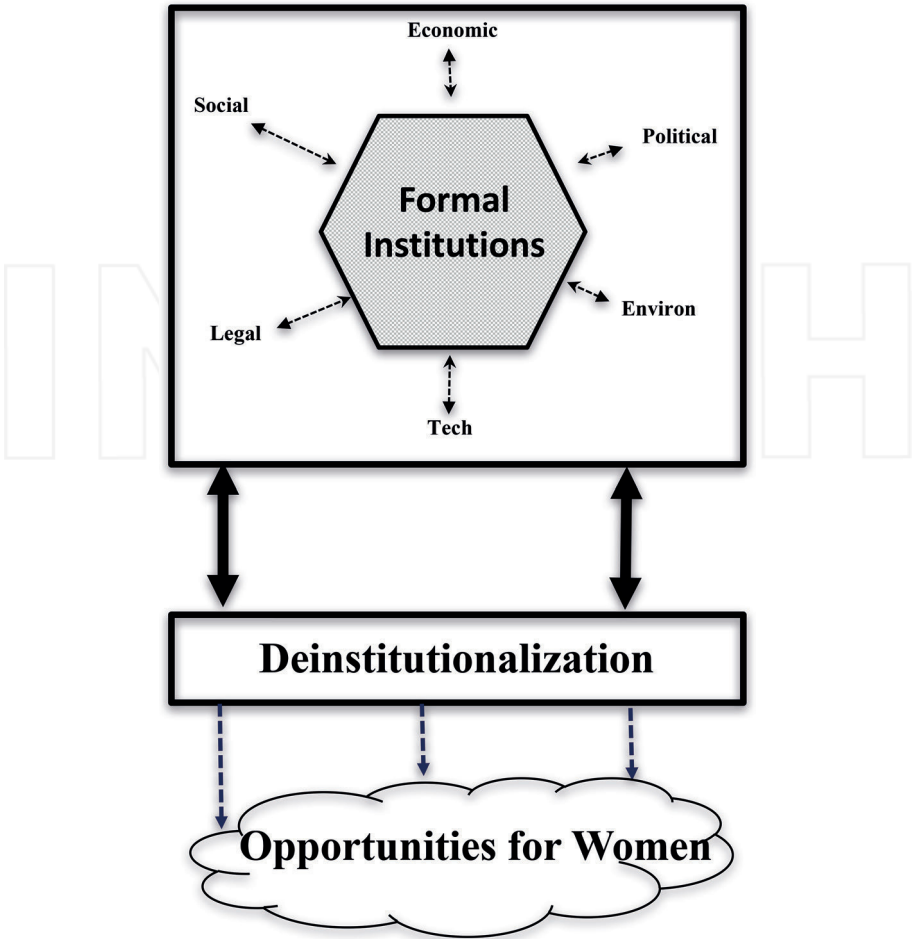 Economic
Social
Political
Formal
Institutions
Environ
Legal
Tech
Deinstitutionalization
Opportunities for Women